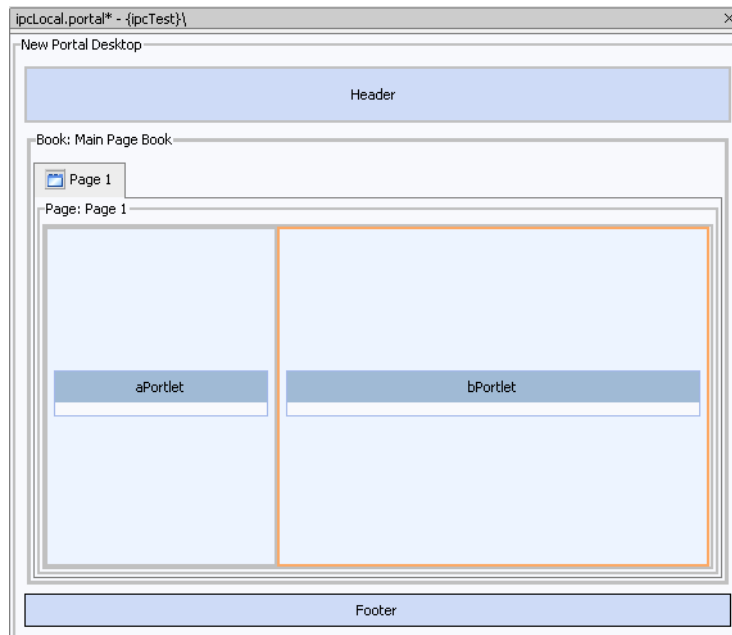 ipcLocal.portal* - {ipcTest}\
New Portal Desktop
Header
Book: Main Page Book
Page 1
Page: Page 1
aPortlet
bPortlet
Footer